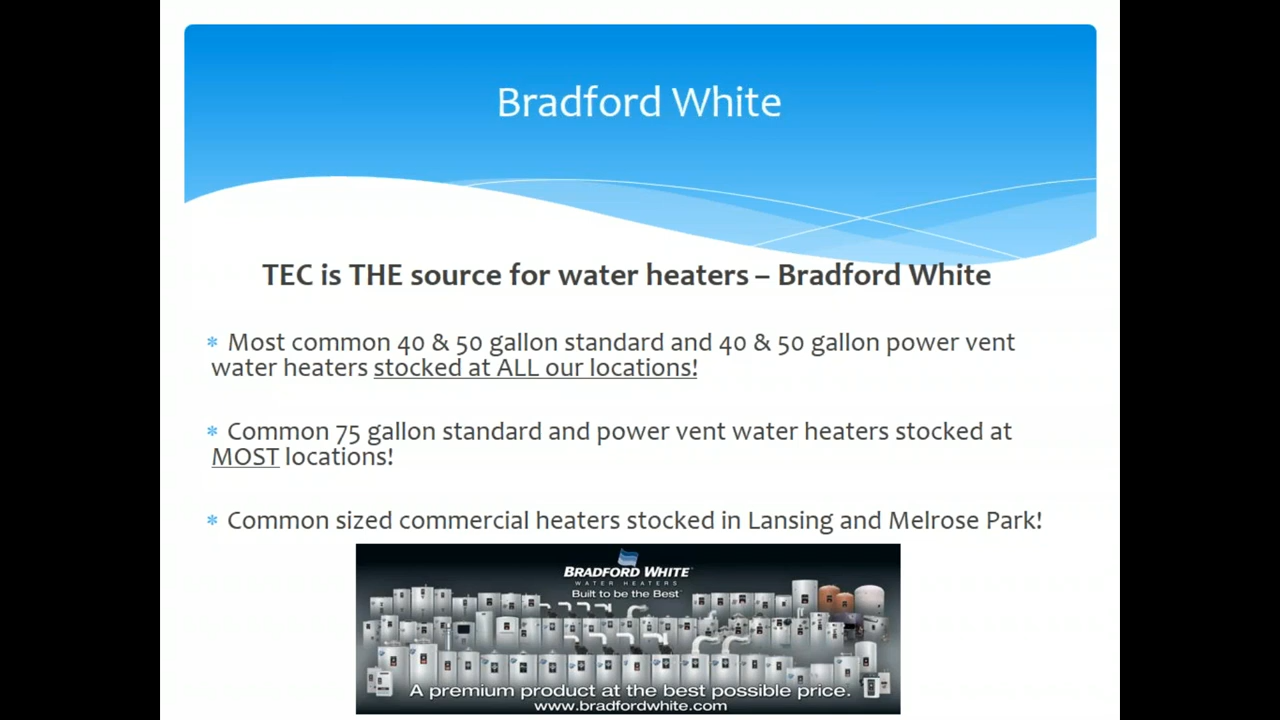 Bradford White
TEC is THE source for water heaters – Bradford White
* Most common 40 & 50 gallon standard and 40 & 50 gallon power vent
water heaters stocked at ALL our locations!
* Common 75 gallon standard and power vent water heaters stocked at
MOST locations!
* Common sized commercial heaters stocked in Lansing and Melrose Park!
BRADFORD WHITE
WATER HEATERS
Built to be the Best
A premium product at the best possible price.
www.bradfordwhite.com